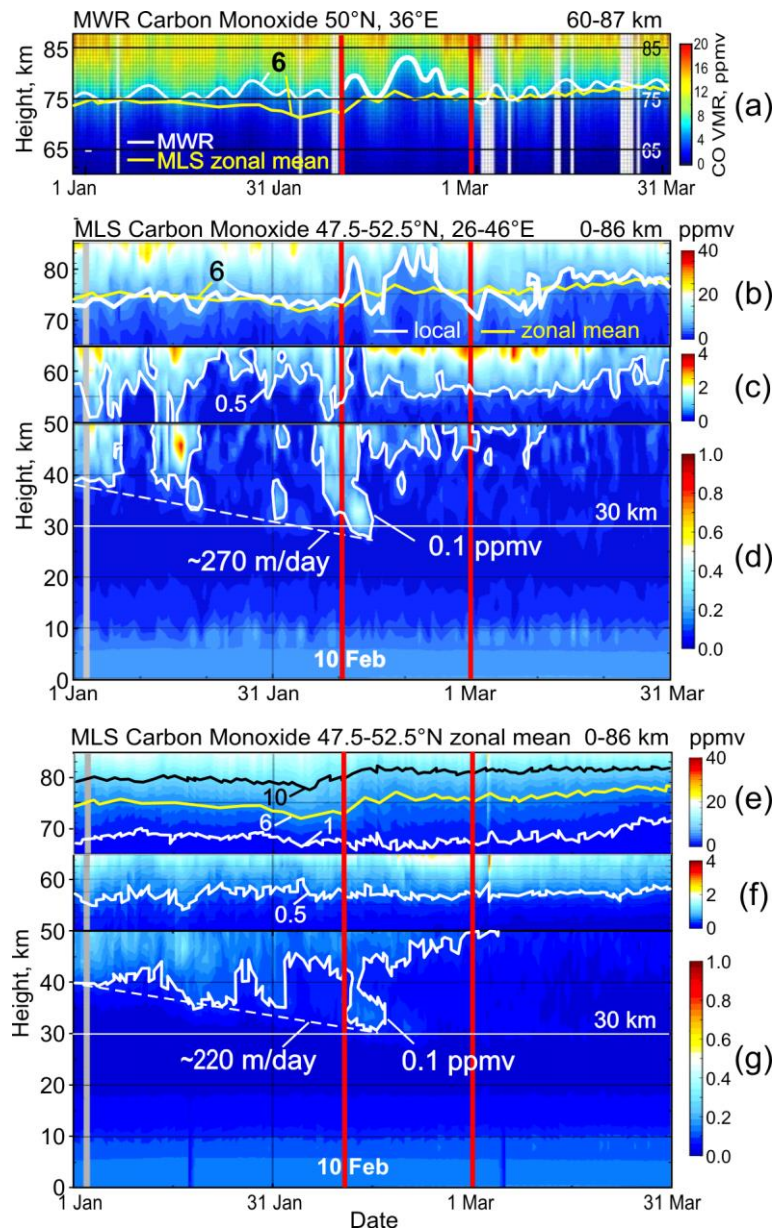 MWR Carbon Monoxide 50°N, 36°E 60-87 km
Height, km
85
75
65
6
MWR
MLS zonal mean
85
75
65
20
16
12
8
4
0
CO VMR, ppmv
(a)
1 Jan 31 Jan 1 Mar 31 Mar
MLS Carbon Monoxide 47.5-52.5°N, 26-46°E 0-86 km ppmv
80
70
6
local zonal mean
40
20
0
(b)
60
50
0.5
4
2
0
(c)
Height, km
40
30
20
10
0
30 km
~270 m/day
0.1 ppmv
10 Feb
1.0
0.8
0.6
0.4
0.2
0.0
(d)
1 Jan 31 Jan 1 Mar 31 Mar
MLS Carbon Monoxide 47.5-52.5°N zonal mean 0-86 km ppmv
80
70
10
6
1
40
20
0
(e)
60
50
0.5
4
2
0
(f)
Height, km
40
30
20
10
0
30 km
~220 m/day
0.1 ppmv
10 Feb
1.0
0.8
0.6
0.4
0.2
0.0
(g)
1 Jan 31 Jan 1 Mar 31 Mar
Date